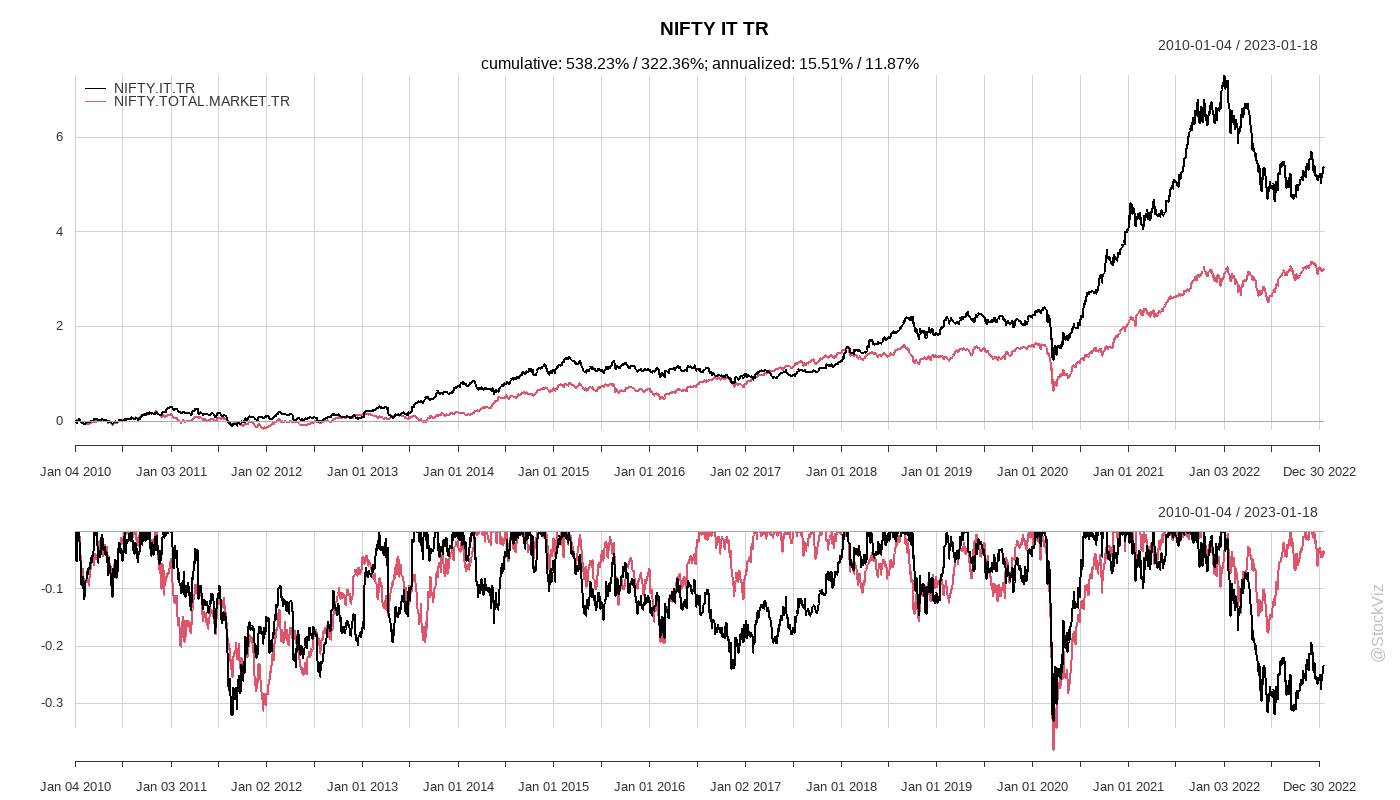 NIFTY IT TR
2010-01-04 / 2023-01-18
cumulative: 538.23% / 322.36%; annualized: 15.51% / 11.87%
NIFTY.IT.TR
NIFTY.TOTAL.MARKET.TR
6
4
2
0
Jan 04 2010 Jan 03 2011 Jan 02 2012 Jan 01 2013 Jan 01 2014 Jan 01 2015 Jan 01 2016 Jan 02 2017 Jan 01 2018 Jan 01 2019 Jan 01 2020 Jan 01 2021 Jan 03 2022 Dec 30 2022
2010-01-04 / 2023-01-18
-0.1
-0.2
-0.3
Jan 04 2010 Jan 03 2011 Jan 02 2012 Jan 01 2013 Jan 01 2014 Jan 01 2015 Jan 01 2016 Jan 02 2017 Jan 01 2018 Jan 01 2019 Jan 01 2020 Jan 01 2021 Jan 03 2022 Dec 30 2022
@StockViz